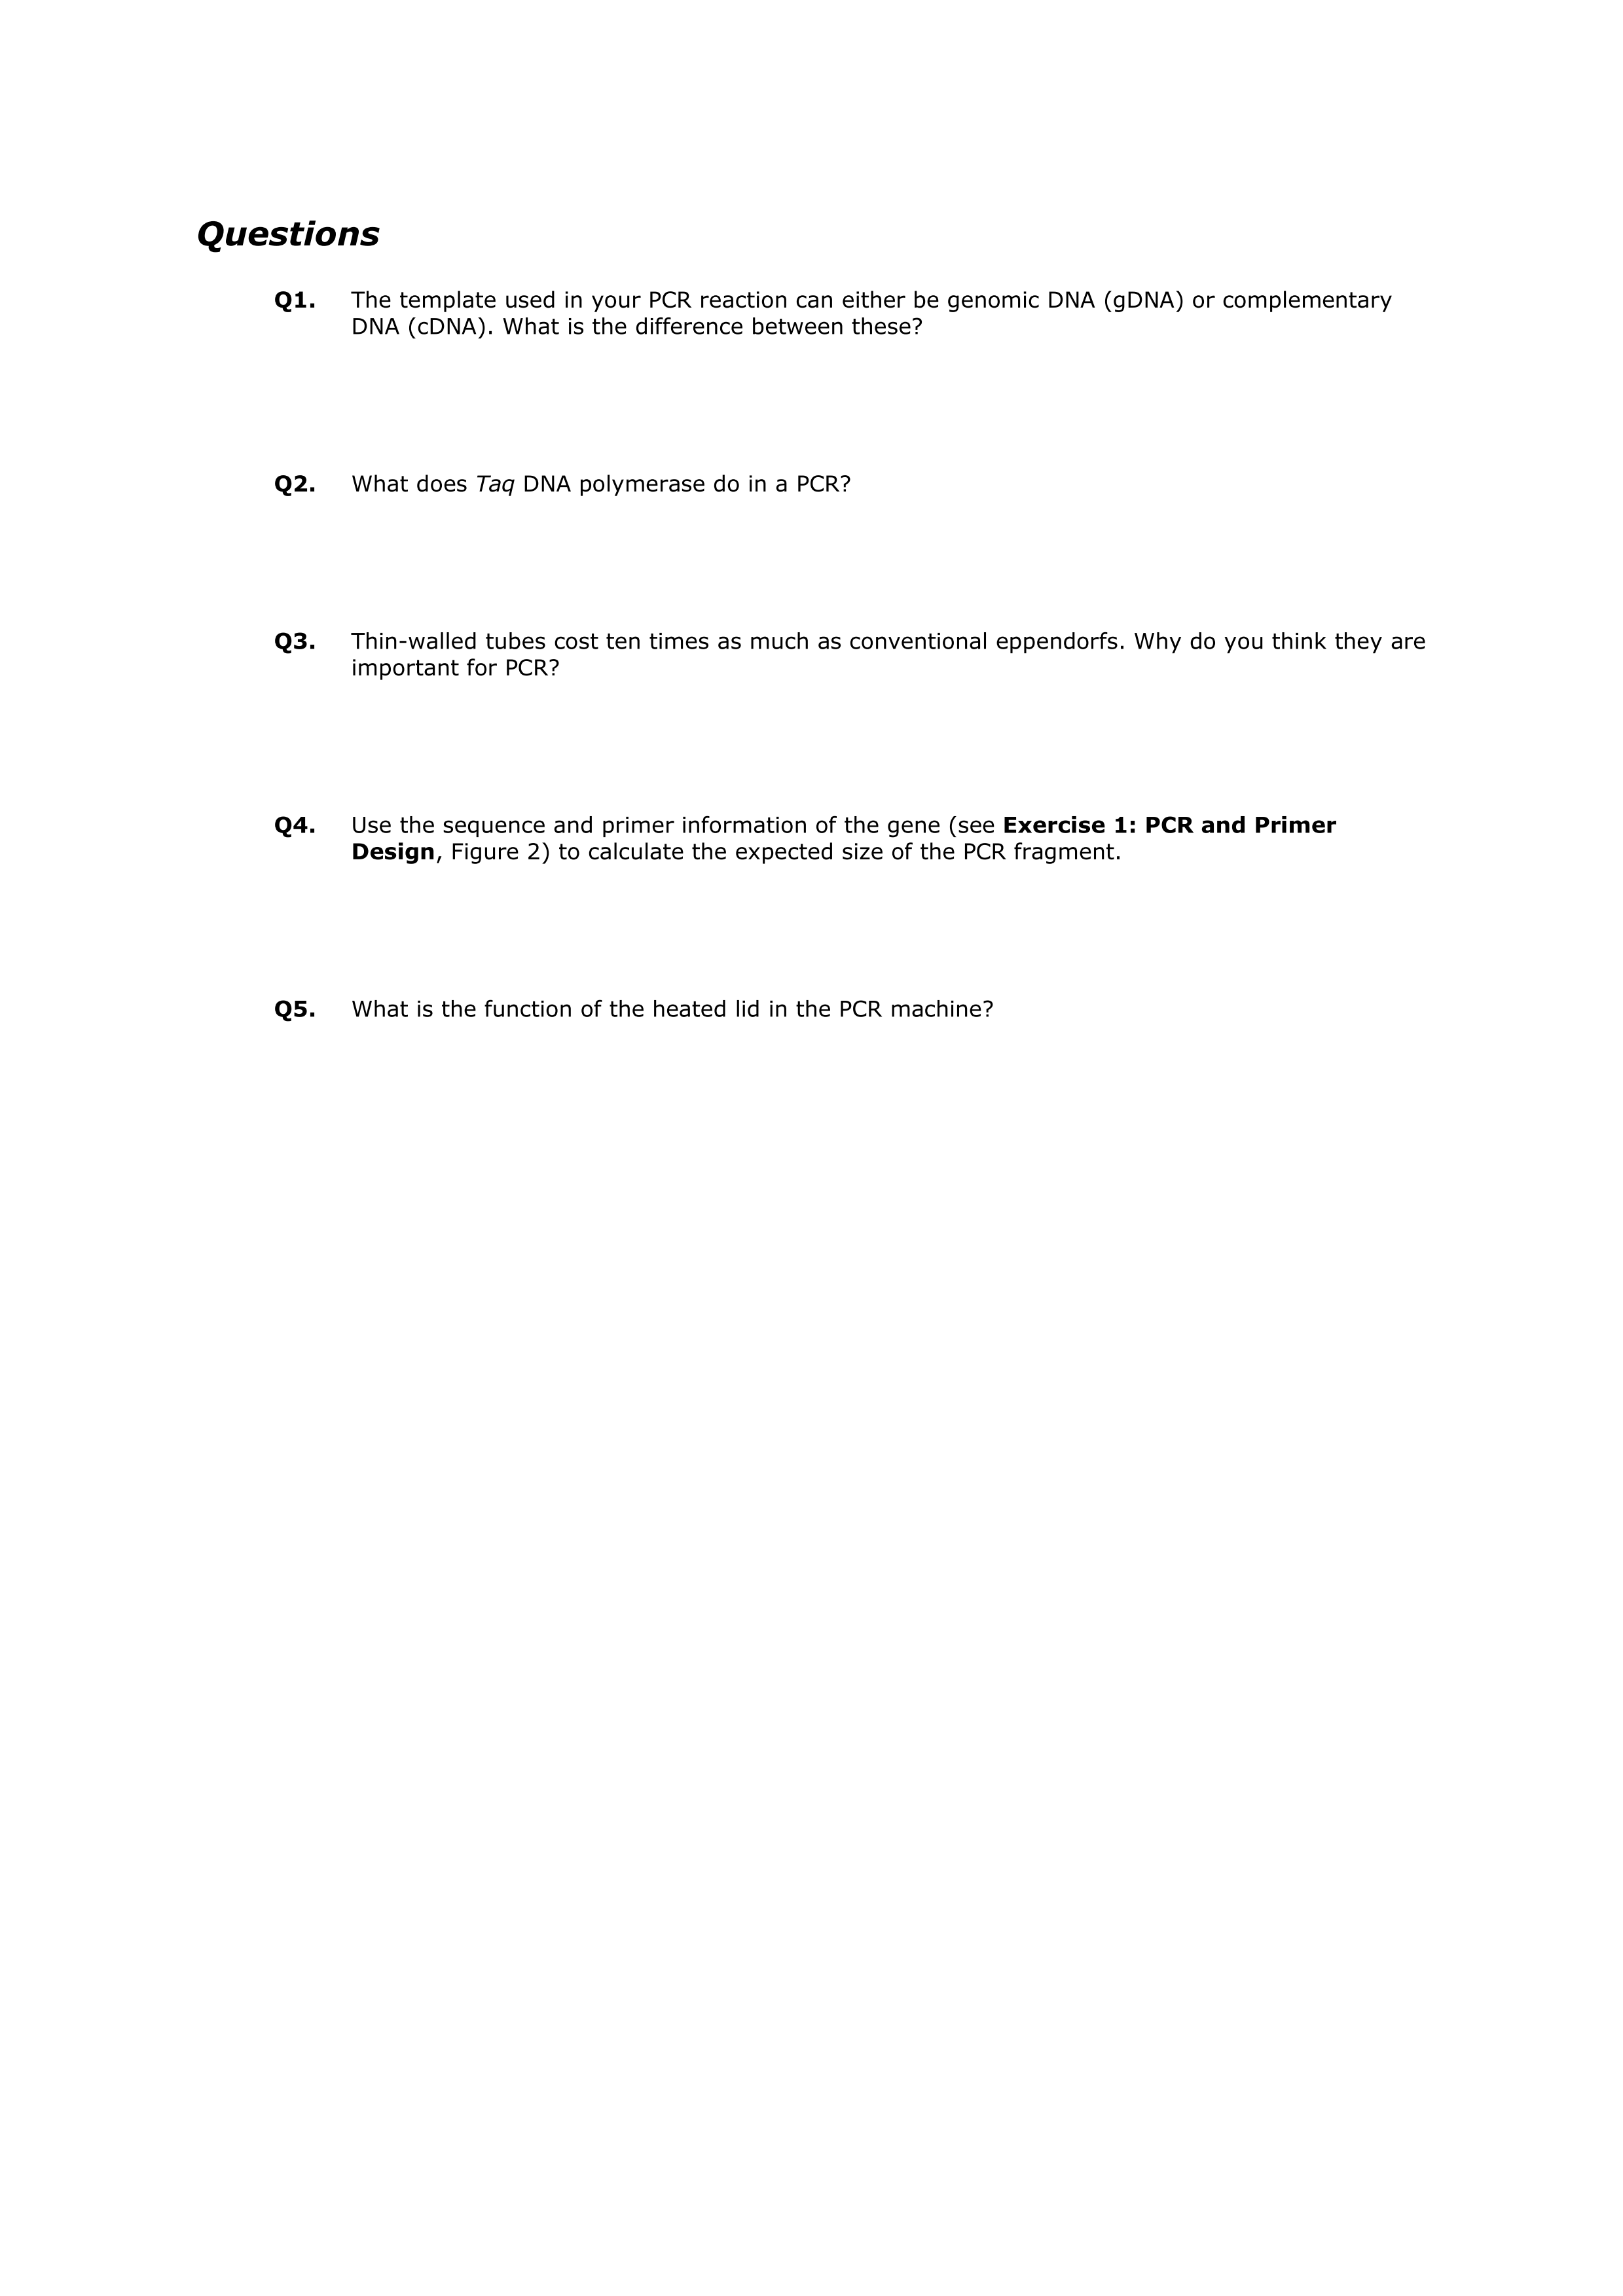 Questions
Q1. The template used in your PCR reaction can either be genomic DNA (gDNA) or complementary
DNA (cDNA). What is the difference between these?
Q2. What does Taq DNA polymerase do in a PCR?
Q3. Thin-walled tubes cost ten times as much as conventional eppendorfs. Why do you think they are
important for PCR?
Q4. Use the sequence and primer information of the gene (see Exercise 1: PCR and Primer
Design, Figure 2) to calculate the expected size of the PCR fragment.
Q5. What is the function of the heated lid in the PCR machine?